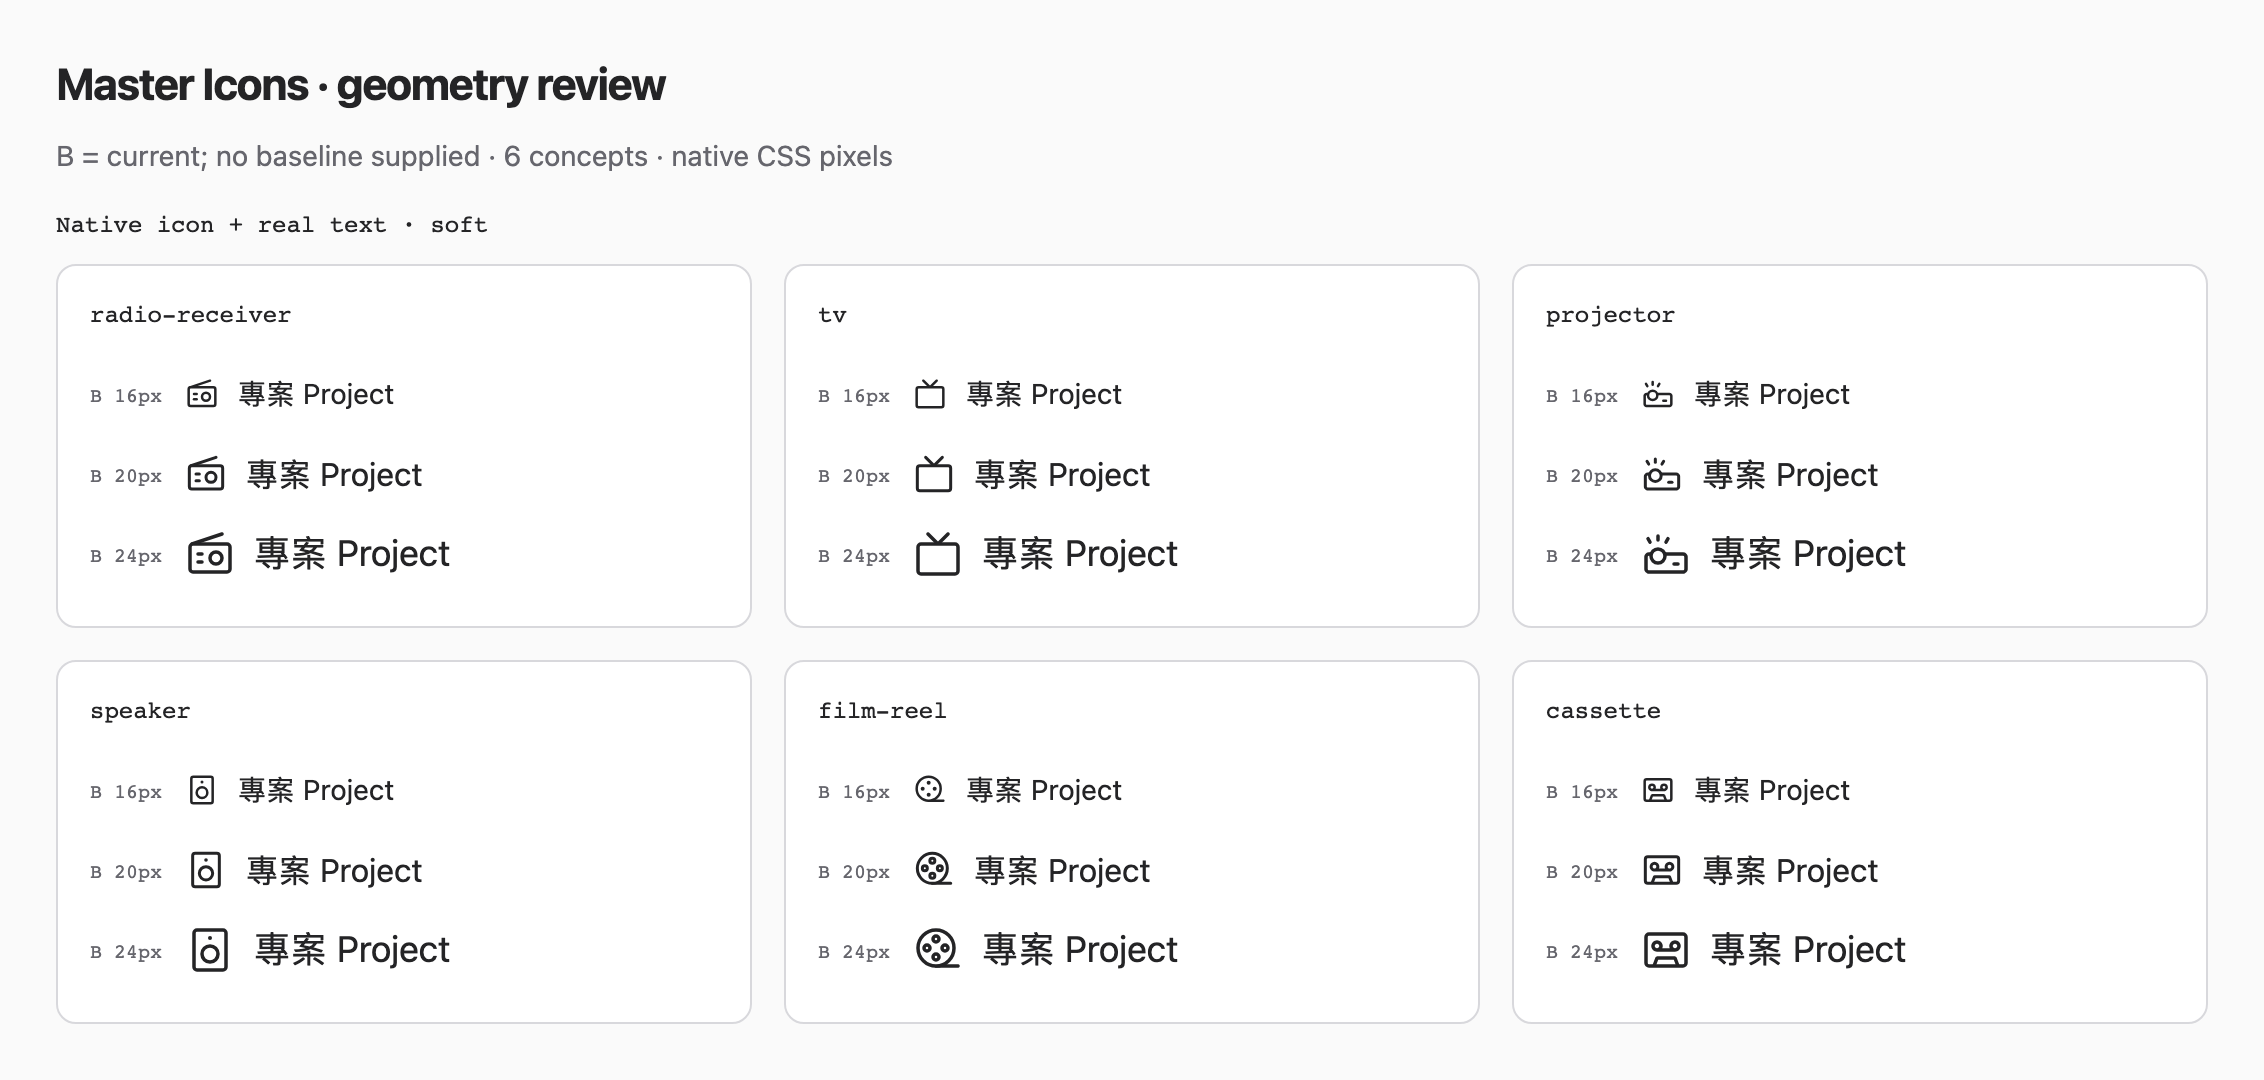 Master Icons · geometry review
B = current; no baseline supplied · 6 concepts · native CSS pixels
Native icon + real text · soft
radio-receiver
B 16px 專案 Project
B 20px 專案 Project
B 24px 專案 Project
tv
B 16px 專案 Project
B 20px 專案 Project
B 24px 專案 Project
projector
B 16px 專案 Project
B 20px 專案 Project
B 24px 專案 Project
speaker
B 16px 專案 Project
B 20px 專案 Project
B 24px 專案 Project
film-reel
B 16px 專案 Project
B 20px 專案 Project
B 24px 專案 Project
cassette
B 16px 專案 Project
B 20px 專案 Project
B 24px 專案 Project